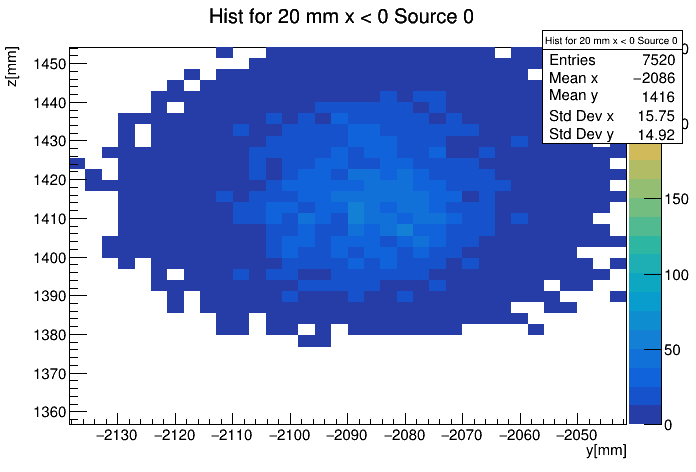 Hist for 20 mm x < 0 Source 0
z[mm]
Hist for 20 mm x < 0 Source 0
Entries 7520
Mean x −2086
Mean y 1416
Std Dev x 15.75
Std Dev y 14.92
1450
1440
1430
1420
1410
1400
1390
1380
1370
1360
150
100
50
0
−2130 −2120 −2110 −2100 −2090 −2080 −2070 −2060 −2050
y[mm]